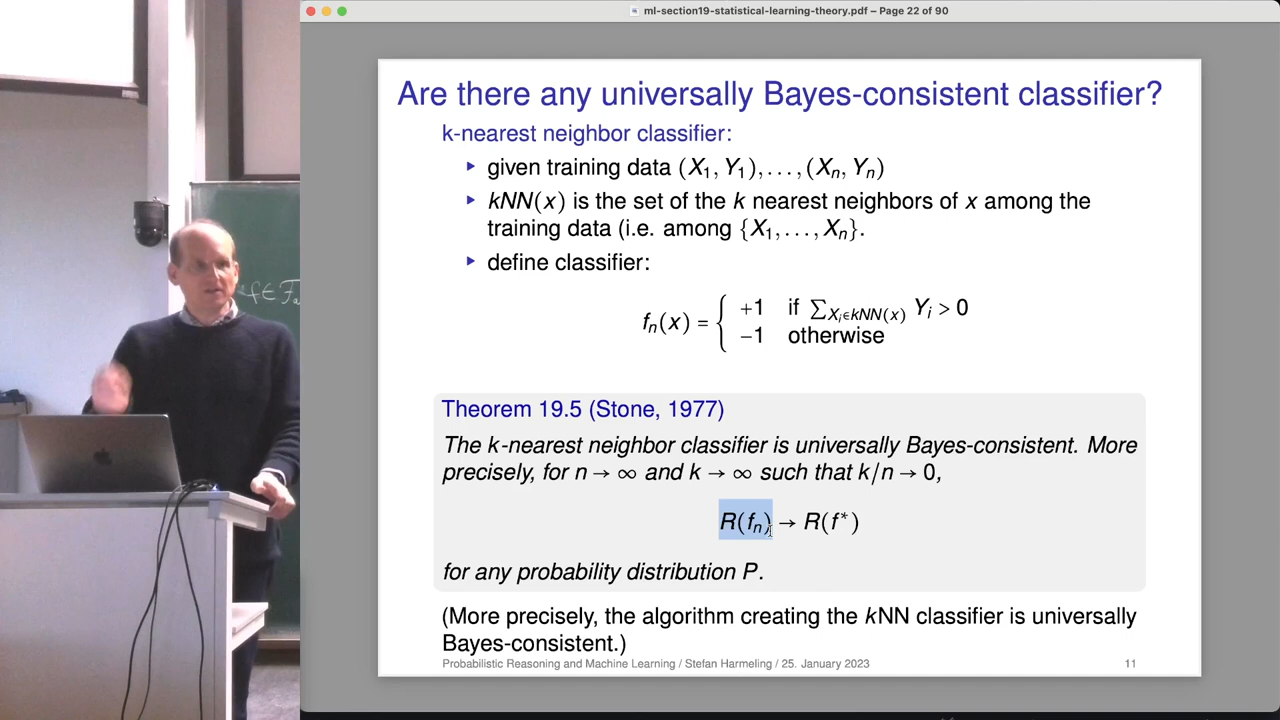 ml-section19-statistical-learning-theory.pdf – Page 22 of 90
Are there any universally Bayes-consistent classifier?
k-nearest neighbor classifier:
▶ given training data (X₁, Y₁), . . . , (Xₙ, Yₙ)
▶ kNN(x) is the set of the k nearest neighbors of x among the
training data (i.e. among {X₁, . . . , Xₙ}.
▶ define classifier:
fₙ(x) = { +1 if ∑_{Xᵢ∈kNN(x)} Yᵢ > 0
−1 otherwise
Theorem 19.5 (Stone, 1977)
The k-nearest neighbor classifier is universally Bayes-consistent. More
precisely, for n → ∞ and k → ∞ such that k/n → 0,
R(fₙ) → R(f*)
for any probability distribution P.
(More precisely, the algorithm creating the kNN classifier is universally
Bayes-consistent.)
Probabilistic Reasoning and Machine Learning / Stefan Harmeling / 25. January 2023
11